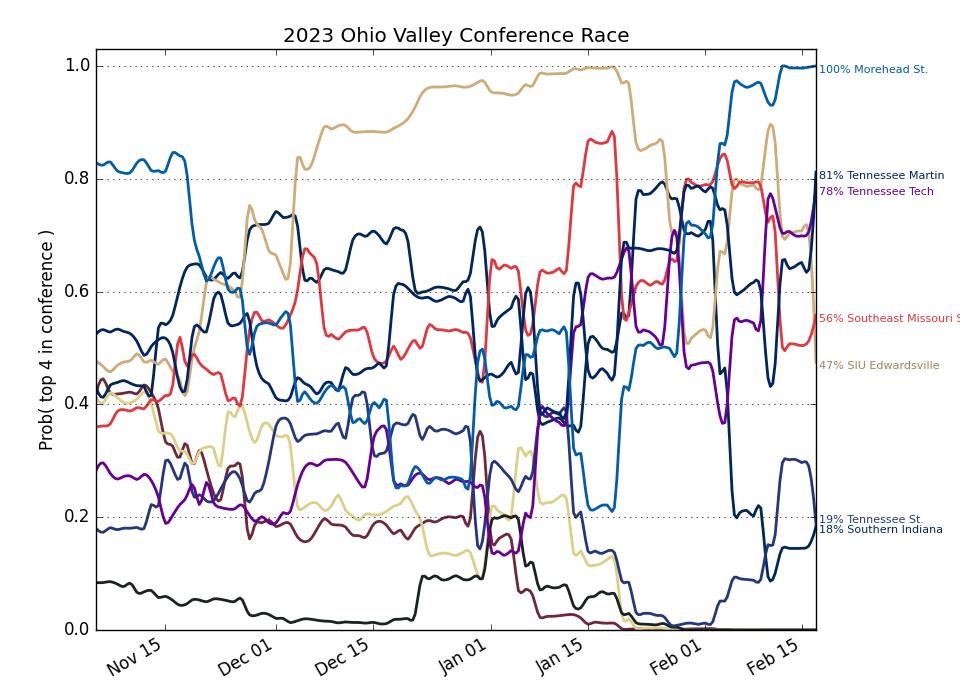 2023 Ohio Valley Conference Race
Prob( top 4 in conference )
1.0
0.8
0.6
0.4
0.2
0.0
Nov 15
Dec 01
Dec 15
Jan 01
Jan 15
Feb 01
Feb 15
100% Morehead St.
81% Tennessee Martin
78% Tennessee Tech
56% Southeast Missouri S
47% SIU Edwardsville
19% Tennessee St.
18% Southern Indiana